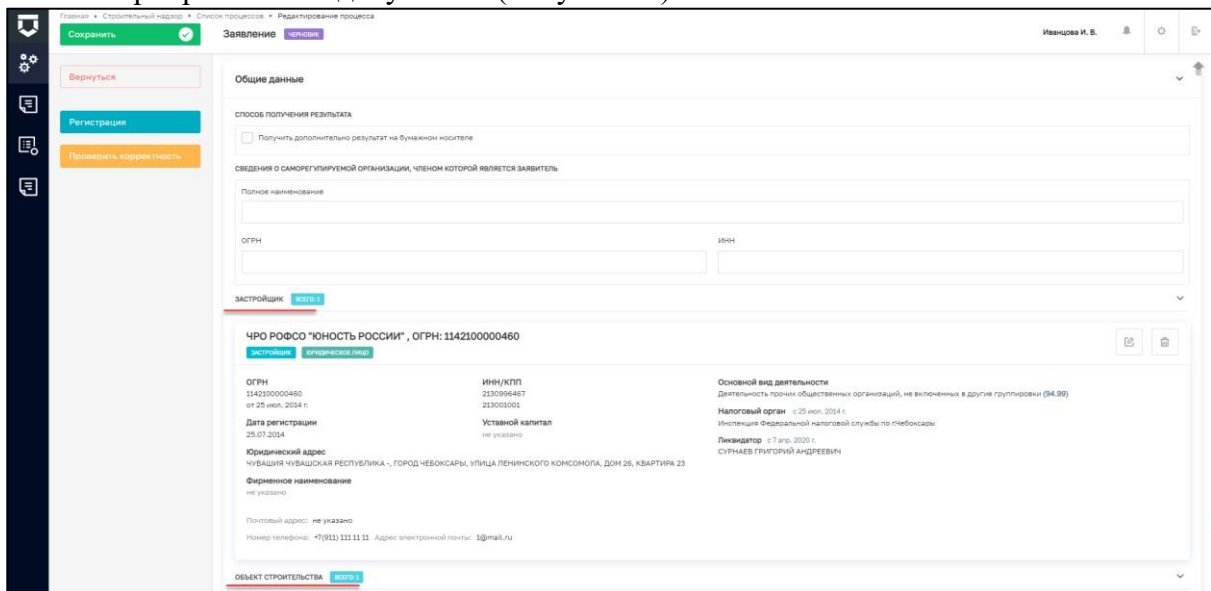 Главная • Строительный надзор • Список процессов • Редактирование процесса
Сохранить
Заявление ЧЕРНОВИК
Иванцова И. В.
Вернуться
Общие данные
Регистрация
СПОСОБ ПОЛУЧЕНИЯ РЕЗУЛЬТАТА
Получить дополнительно результат на бумажном носителе
Проверить корректность
СВЕДЕНИЯ О САМОРЕГУЛИРУЕМОЙ ОРГАНИЗАЦИИ, ЧЛЕНОМ КОТОРОЙ ЯВЛЯЕТСЯ ЗАЯВИТЕЛЬ
Полное наименование
ОГРН ИНН
ЗАСТРОЙЩИК ВСЕГО: 1
ЧРО РОФСО "ЮНОСТЬ РОССИИ" , ОГРН: 1142100000460
ЗАСТРОЙЩИК ЮРИДИЧЕСКОЕ ЛИЦО
ОГРН ИНН/КПП Основной вид деятельности
1142100000460 2130996467 Деятельность прочих общественных организаций, не включенных в другие группировки (94.99)
от 25 июл. 2014 г. 213001001
Налоговый орган с 25 июл. 2014 г.
Дата регистрации Уставной капитал
Инспекция Федеральной налоговой службы по г.Чебоксары
25.07.2014 не указано
Ликвидатор с 7 апр. 2020 г.
Юридический адрес
СУРНАЕВ ГРИГОРИЙ АНДРЕЕВИЧ
ЧУВАШИЯ ЧУВАШСКАЯ РЕСПУБЛИКА -, ГОРОД ЧЕБОКСАРЫ, УЛИЦА ЛЕНИНСКОГО КОМСОМОЛА, ДОМ 26, КВАРТИРА 23
Фирменное наименование
не указано
Почтовый адрес: не указано
Номер телефона: +7(911) 111 11 11 Адрес электронной почты: 1@mail.ru
ОБЪЕКТ СТРОИТЕЛЬСТВА ВСЕГО: 1